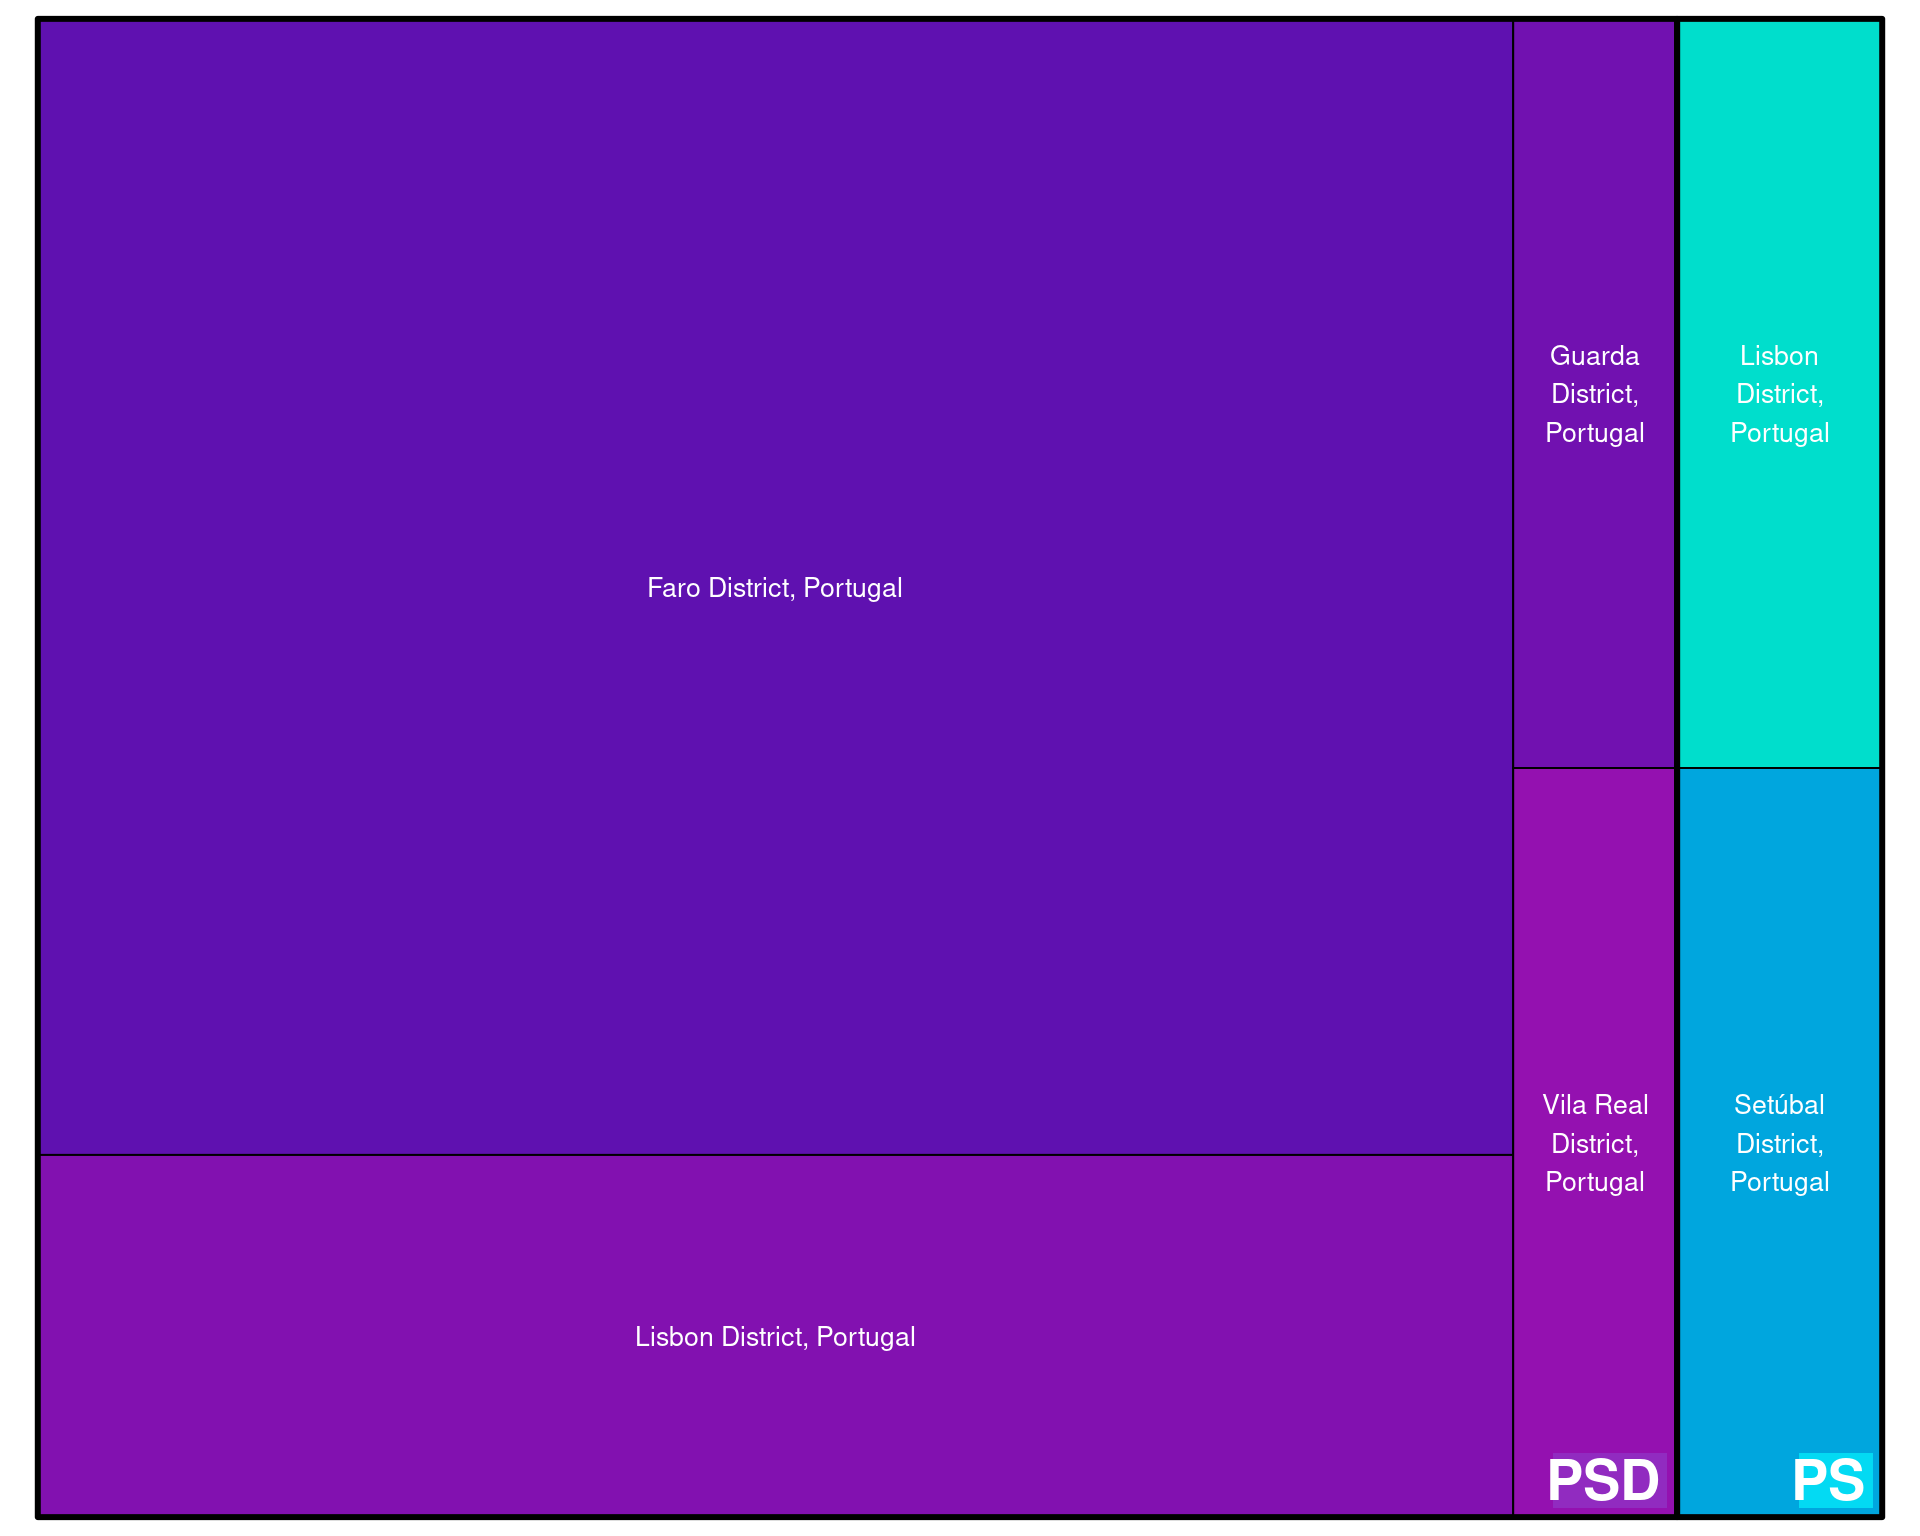 Faro District, Portugal
Lisbon District, Portugal
Guarda
District,
Portugal
Vila Real
District,
Portugal
PSD
Lisbon
District,
Portugal
Setúbal
District,
Portugal
PS